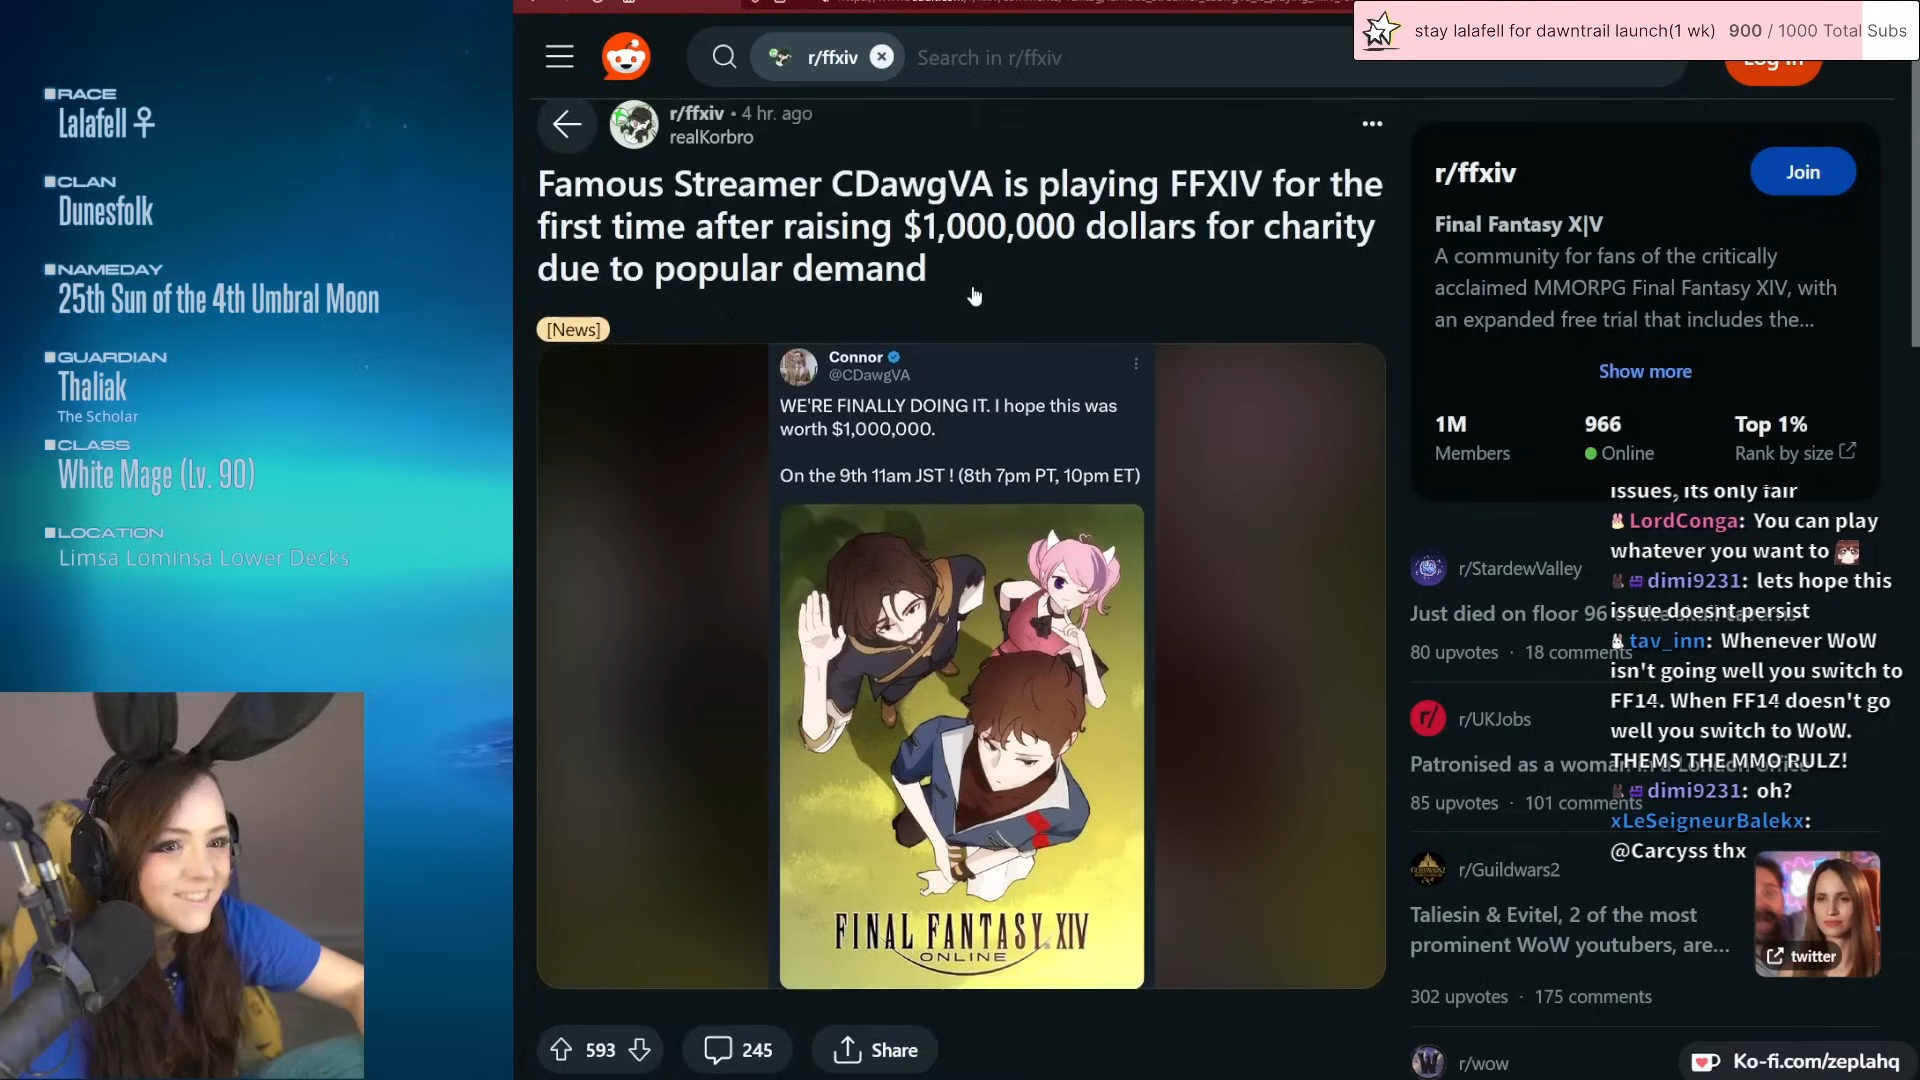 RACE
Lalafell ♀
CLAN
Dunesfolk
NAMEDAY
25th Sun of the 4th Umbral Moon
GUARDIAN
Thaliak
The Scholar
CLASS
White Mage (Lv. 90)
LOCATION
Limsa Lominsa Lower Decks
stay lalafell for dawntrail launch(1 wk) 900 / 1000 Total Subs
r/ffxiv
Search in r/ffxiv
Log In
r/ffxiv • 4 hr. ago
realKorbro
Famous Streamer CDawgVA is playing FFXIV for the
first time after raising $1,000,000 dollars for charity
due to popular demand
[News]
Connor
@CDawgVA
WE'RE FINALLY DOING IT. I hope this was
worth $1,000,000.
On the 9th 11am JST ! (8th 7pm PT, 10pm ET)
FINAL FANTASY XIV
ONLINE
593
245
Share
r/ffxiv
Join
Final Fantasy X|V
A community for fans of the critically
acclaimed MMORPG Final Fantasy XIV, with
an expanded free trial that includes the...
Show more
1M
Members
966
Online
Top 1%
Rank by size
r/StardewValley
Just died on floor 96
80 upvotes · 18 comments
r/UKJobs
Patronised as a woman
85 upvotes · 101 comments
r/Guildwars2
Taliesin & Evitel, 2 of the most
prominent WoW youtubers, are...
twitter
302 upvotes · 175 comments
r/wow
issues, its only fair
LordConga: You can play
whatever you want to
dimi9231: lets hope this
issue doesnt persist
tav_inn: Whenever WoW
isn't going well you switch to
FF14. When FF14 doesn't go
well you switch to WoW.
THEMS THE MMO RULZ!
dimi9231: oh?
xLeSeigneurBalekx:
@Carcyss thx
Ko-fi.com/zeplahq